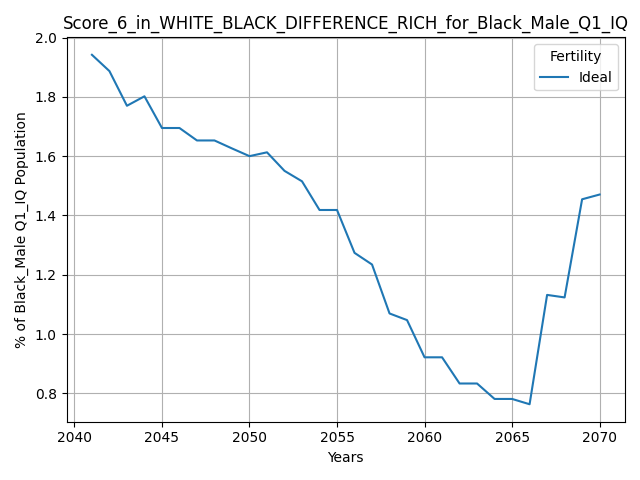 Score_6_in_WHITE_BLACK_DIFFERENCE_RICH_for_Black_Male_Q1_IQ
Fertility
Ideal
% of Black_Male Q1_IQ Population
2.0
1.8
1.6
1.4
1.2
1.0
0.8
2040 2045 2050 2055 2060 2065 2070
Years